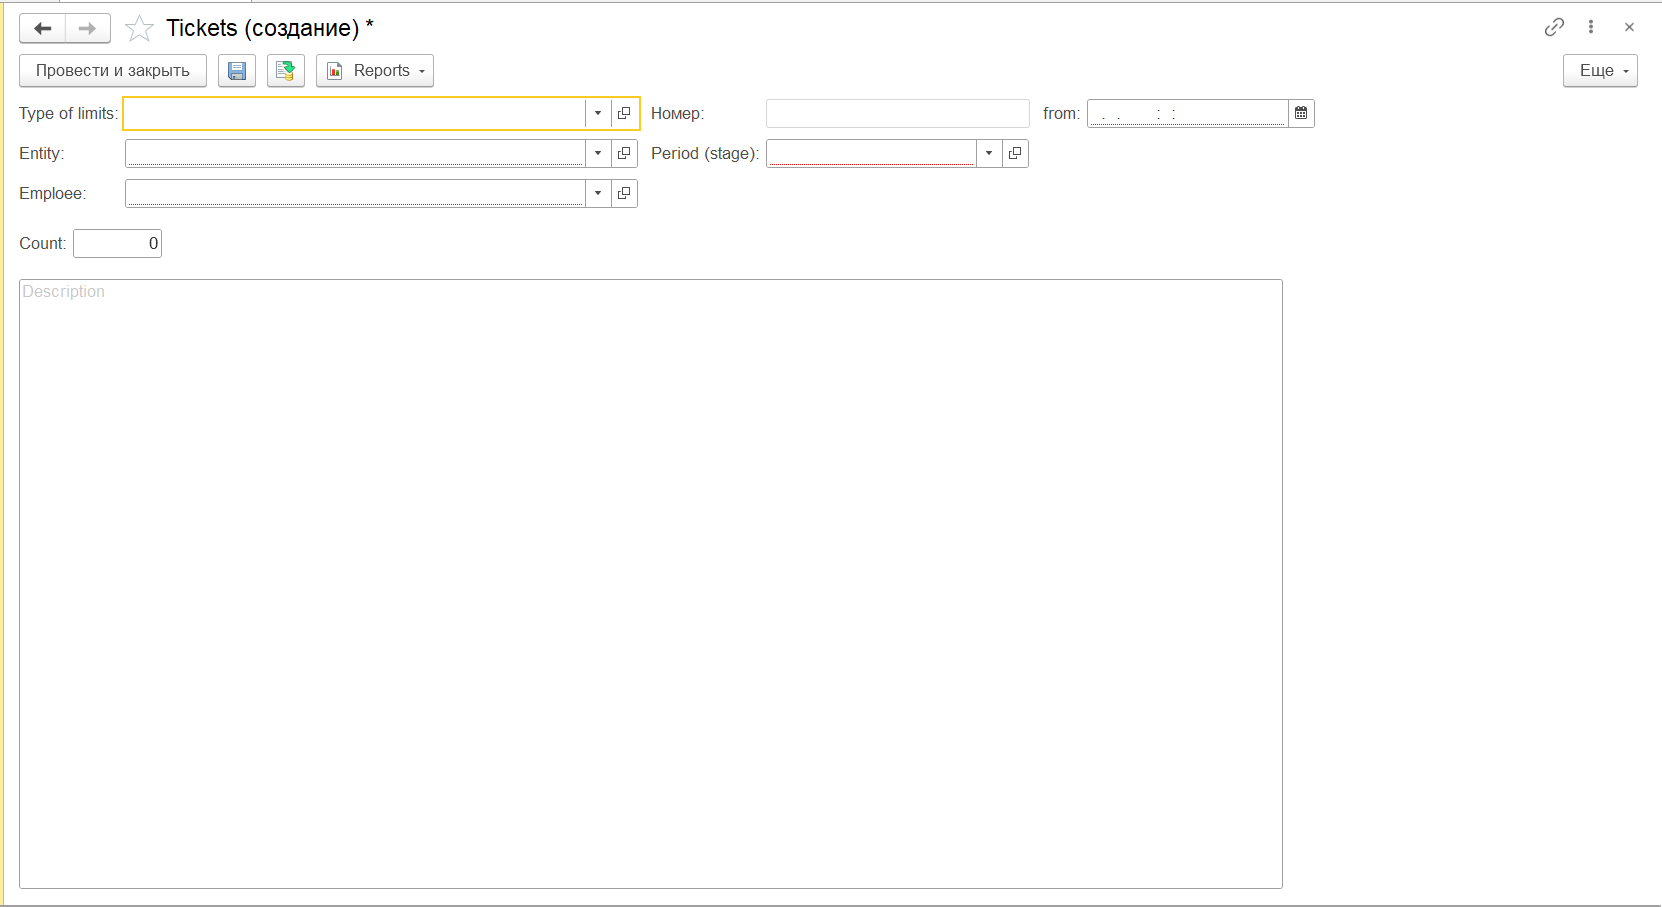 Tickets (создание) *
Провести и закрыть Reports Еще
Type of limits: Номер: from: . . : :
Entity: Period (stage):
Emploee:
Count: 0
Description